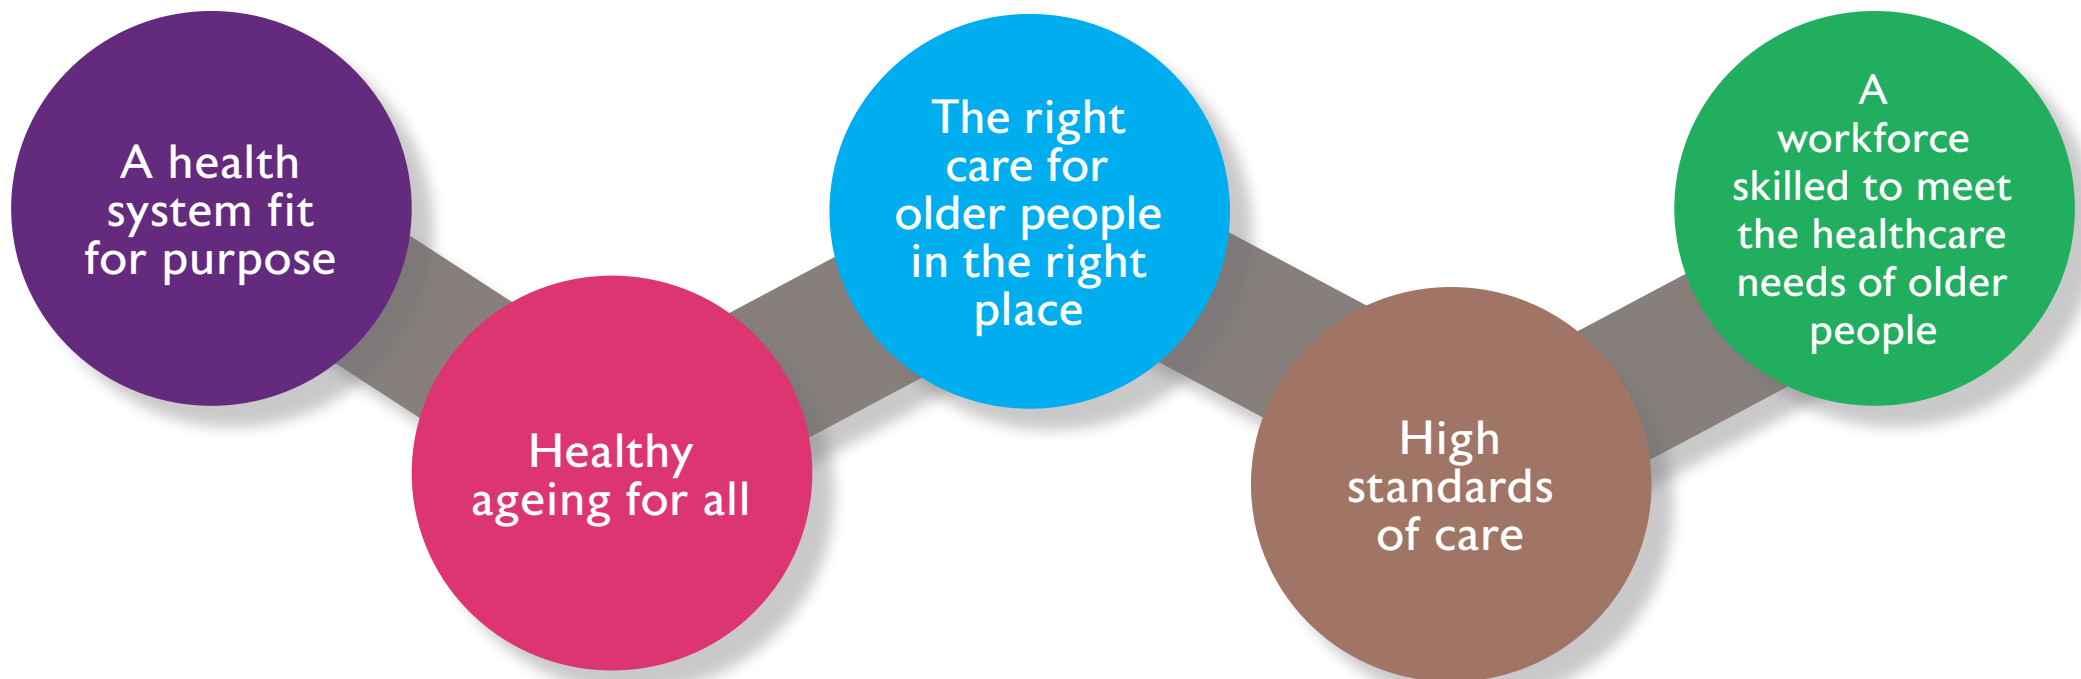 A health
system fit
for purpose
Healthy
ageing for all
The right
care for
older people
in the right
place
High
standards
of care
A
workforce
skilled to meet
the healthcare
needs of older
people